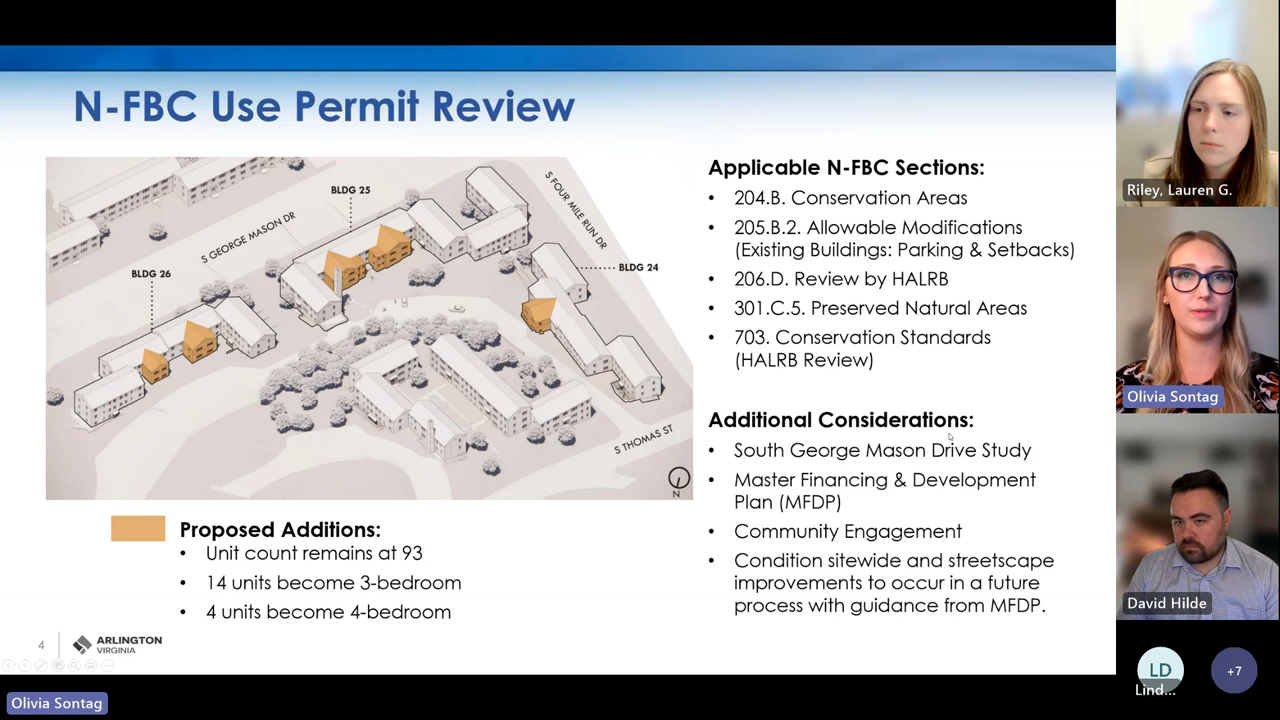 N-FBC Use Permit Review
BLDG 25
S FOUR MILE RUN DR
S GEORGE MASON DR
BLDG 26
BLDG 24
S THOMAS ST
N
Proposed Additions:
• Unit count remains at 93
• 14 units become 3-bedroom
• 4 units become 4-bedroom
Applicable N-FBC Sections:
• 204.B. Conservation Areas
• 205.B.2. Allowable Modifications
(Existing Buildings: Parking & Setbacks)
• 206.D. Review by HALRB
• 301.C.5. Preserved Natural Areas
• 703. Conservation Standards
(HALRB Review)
Additional Considerations:
• South George Mason Drive Study
• Master Financing & Development
Plan (MFDP)
• Community Engagement
• Condition sitewide and streetscape
improvements to occur in a future
process with guidance from MFDP.
4
ARLINGTON
VIRGINIA
Olivia Sontag
Riley, Lauren G.
Olivia Sontag
David Hilde
LD
Lind...
+7